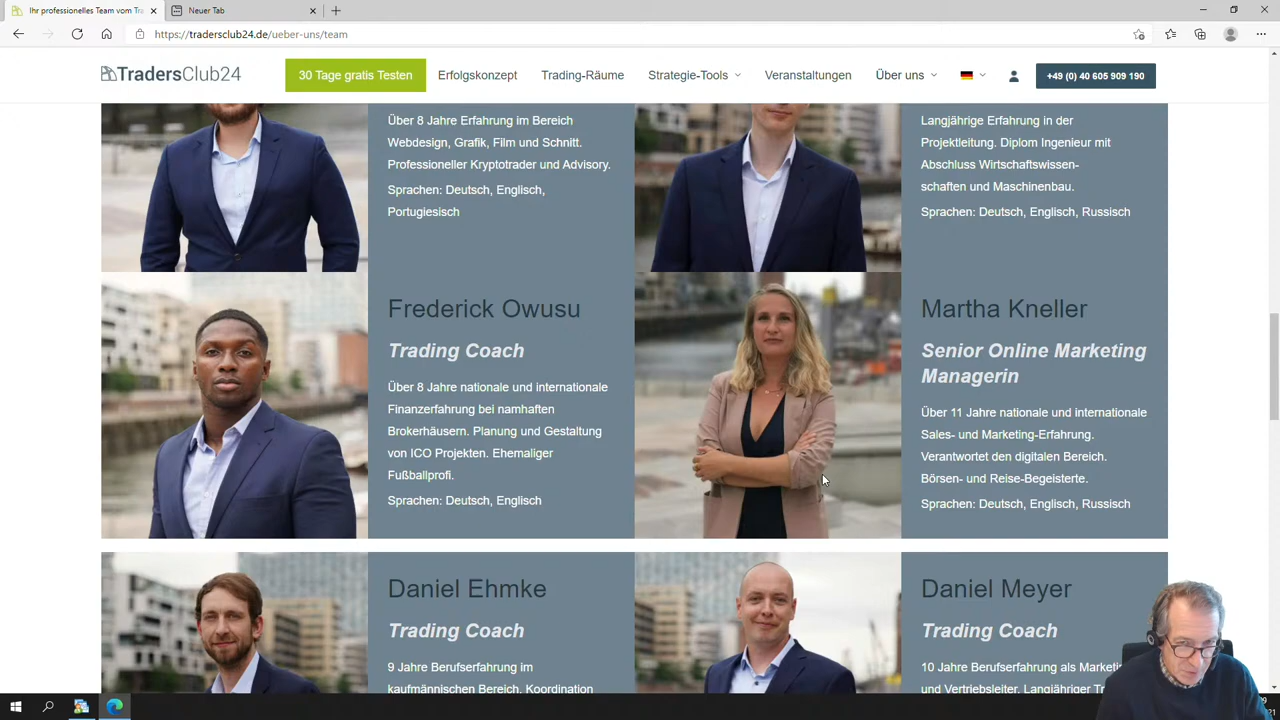 Ihr professionelles Team vom Tra
Neuer Tab
https://tradersclub24.de/ueber-uns/team
TradersClub24
30 Tage gratis Testen
Erfolgskonzept
Trading-Räume
Strategie-Tools
Veranstaltungen
Über uns
+49 (0) 40 605 909 190
Über 8 Jahre Erfahrung im Bereich
Webdesign, Grafik, Film und Schnitt.
Professioneller Kryptotrader und Advisory.
Sprachen: Deutsch, Englisch,
Portugiesisch
Langjährige Erfahrung in der
Projektleitung. Diplom Ingenieur mit
Abschluss Wirtschaftswissen-
schaften und Maschinenbau.
Sprachen: Deutsch, Englisch, Russisch
Frederick Owusu
Trading Coach
Über 8 Jahre nationale und internationale
Finanzerfahrung bei namhaften
Brokerhäusern. Planung und Gestaltung
von ICO Projekten. Ehemaliger
Fußballprofi.
Sprachen: Deutsch, Englisch
Martha Kneller
Senior Online Marketing
Managerin
Über 11 Jahre nationale und internationale
Sales- und Marketing-Erfahrung.
Verantwortet den digitalen Bereich.
Börsen- und Reise-Begeisterte.
Sprachen: Deutsch, Englisch, Russisch
Daniel Ehmke
Trading Coach
9 Jahre Berufserfahrung im
kaufmännischen Bereich. Koordination
Daniel Meyer
Trading Coach
10 Jahre Berufserfahrung als Marketi
und Vertriebsleiter. Langjähriger Tr